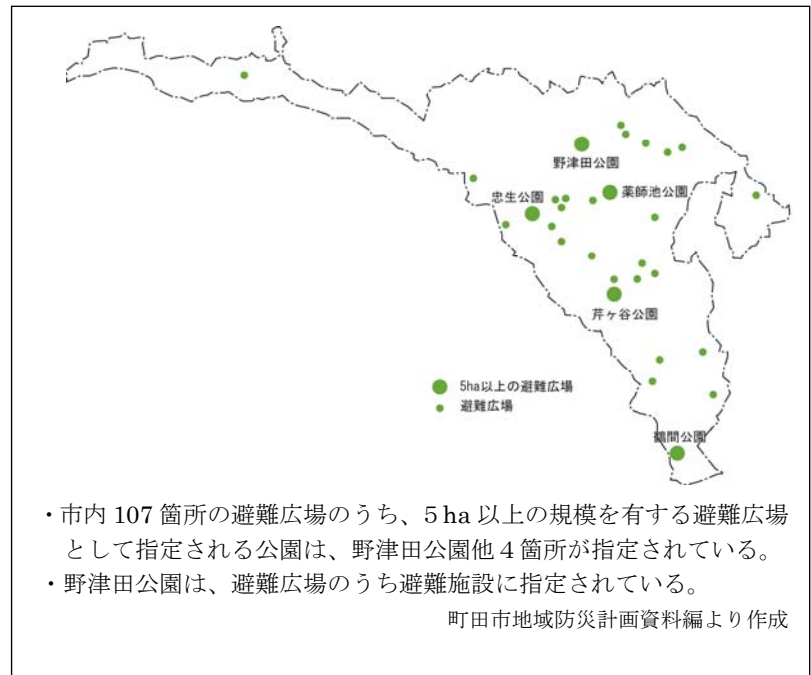 野津田公園
忠生公園
薬師池公園
芹ヶ谷公園
5ha以上の避難広場
避難広場
鶴間公園
・市内 107 箇所の避難広場のうち、5 ha 以上の規模を有する避難広場
として指定される公園は、野津田公園他 4 箇所が指定されている。
・野津田公園は、避難広場のうち避難施設に指定されている。
町田市地域防災計画資料編より作成